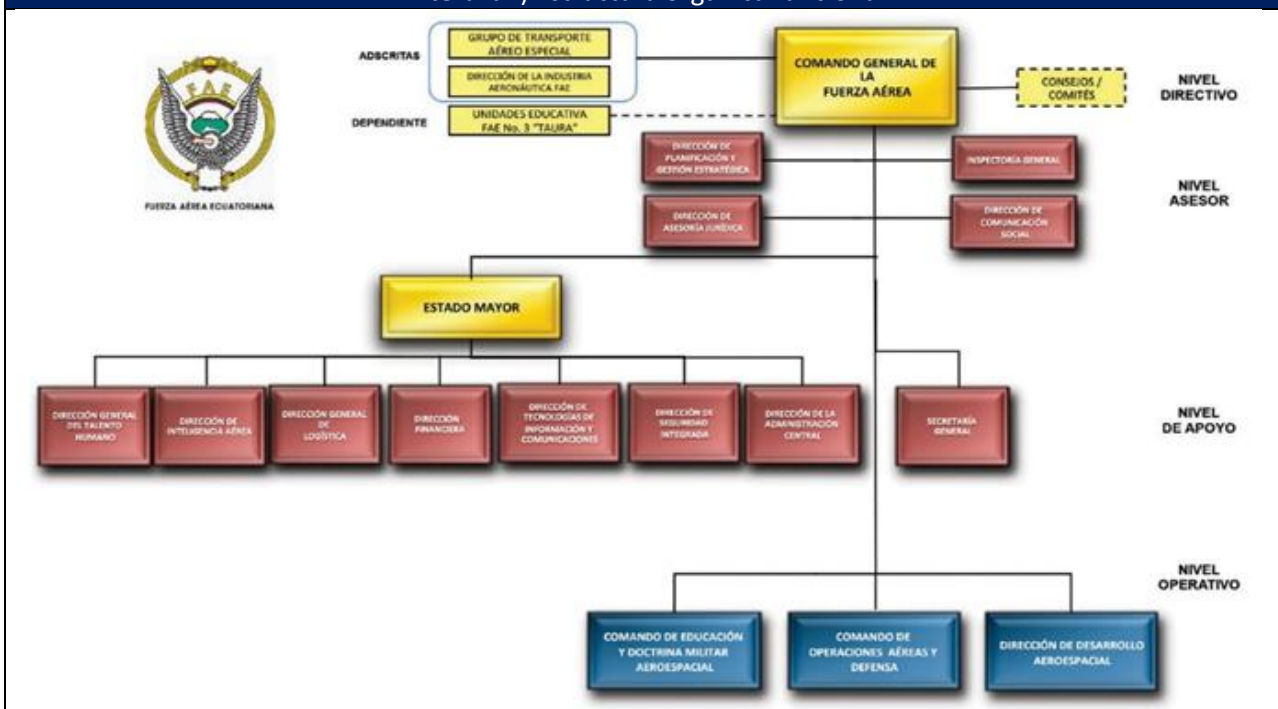 ADSCRITAS
GRUPO DE TRANSPORTE
AÉREO ESPECIAL
DIRECCIÓN DE LA INDUSTRIA
AERONÁUTICA FAE
DEPENDIENTE
UNIDADES EDUCATIVA
FAE No. 3 "TAURA"
COMANDO GENERAL DE
LA
FUERZA AÉREA
CONSEJOS /
COMITÉS
NIVEL
DIRECTIVO
FAE
FUERZA AÉREA ECUATORIANA
DIRECCIÓN DE
PLANIFICACIÓN Y
GESTIÓN ESTRATÉGICA
INSPECTORÍA GENERAL
DIRECCIÓN DE
ASESORÍA JURÍDICA
DIRECCIÓN DE
COMUNICACIÓN
SOCIAL
NIVEL
ASESOR
ESTADO MAYOR
DIRECCIÓN GENERAL
DEL TALENTO
HUMANO
DIRECCIÓN DE
INTELIGENCIA AÉREA
DIRECCIÓN GENERAL
DE
LOGÍSTICA
DIRECCIÓN
FINANCIERA
DIRECCIÓN DE
TECNOLOGÍAS DE
INFORMACIÓN Y
COMUNICACIONES
DIRECCIÓN DE
SEGURIDAD
INTEGRADA
DIRECCIÓN DE LA
ADMINISTRACIÓN
CENTRAL
SECRETARÍA
GENERAL
NIVEL
DE APOYO
NIVEL
OPERATIVO
COMANDO DE EDUCACIÓN
Y DOCTRINA MILITAR
AEROESPACIAL
COMANDO DE
OPERACIONES AÉREAS Y
DEFENSA
DIRECCIÓN DE DESARROLLO
AEROESPACIAL